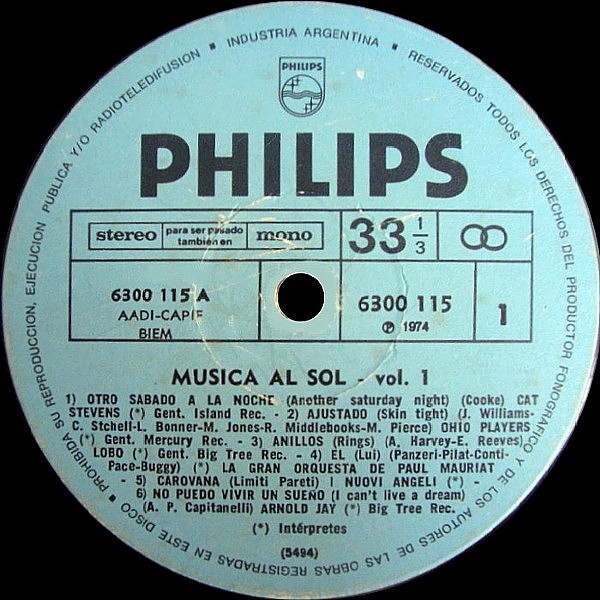 PROHIBIDA SU REPRODUCCION, EJECUCION PUBLICA Y/O RADIOTELEDIFUSION ■ INDUSTRIA ARGENTINA ■ RESERVADOS TODOS LOS DERECHOS DEL PRODUCTOR FONOGRAFICO Y DE LOS AUTORES DE LAS OBRAS REGISTRADAS EN ESTE DISCO ■
PHILIPS
PHILIPS
stereo
para ser pasado
también en
mono
33 1/3
6300 115 A
AADI-CAPIF
BIEM
6300 115
℗ 1974
1
MUSICA AL SOL - vol. 1
1) OTRO SABADO A LA NOCHE (Another saturday night) (Cooke) CAT
STEVENS (*) Gent. Island Rec. - 2) AJUSTADO (Skin tight) (J. Williams-
C. Stchell-L. Bonner-M. Jones-R. Middlebooks-M. Pierce) OHIO PLAYERS
(*) Gent. Mercury Rec. - 3) ANILLOS (Rings) (A. Harvey-E. Reeves)
LOBO (*) Gent. Big Tree Rec. - 4) EL (Lui) (Panzeri-Pilat-Conti-
Pace-Buggy) (*) LA GRAN ORQUESTA DE PAUL MAURIAT
- 5) CAROVANA (Limiti Pareti) I NUOVI ANGELI (*) -
6) NO PUEDO VIVIR UN SUEÑO (I can't live a dream)
(A. P. Capitanelli) ARNOLD JAY (*) Big Tree Rec.
(*) Intérpretes
(5494)